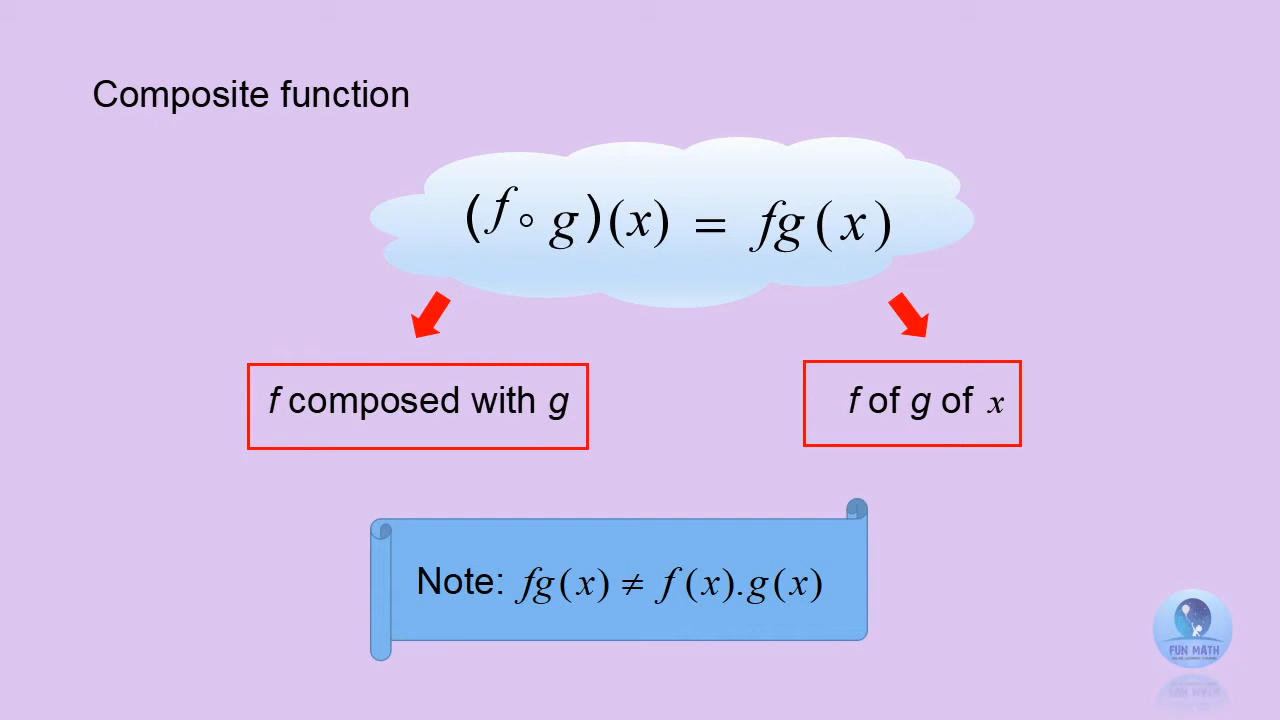 Composite function
(f ∘ g)(x) = fg(x)
f composed with g
f of g of x
Note: fg(x) ≠ f(x).g(x)
FUN MATH